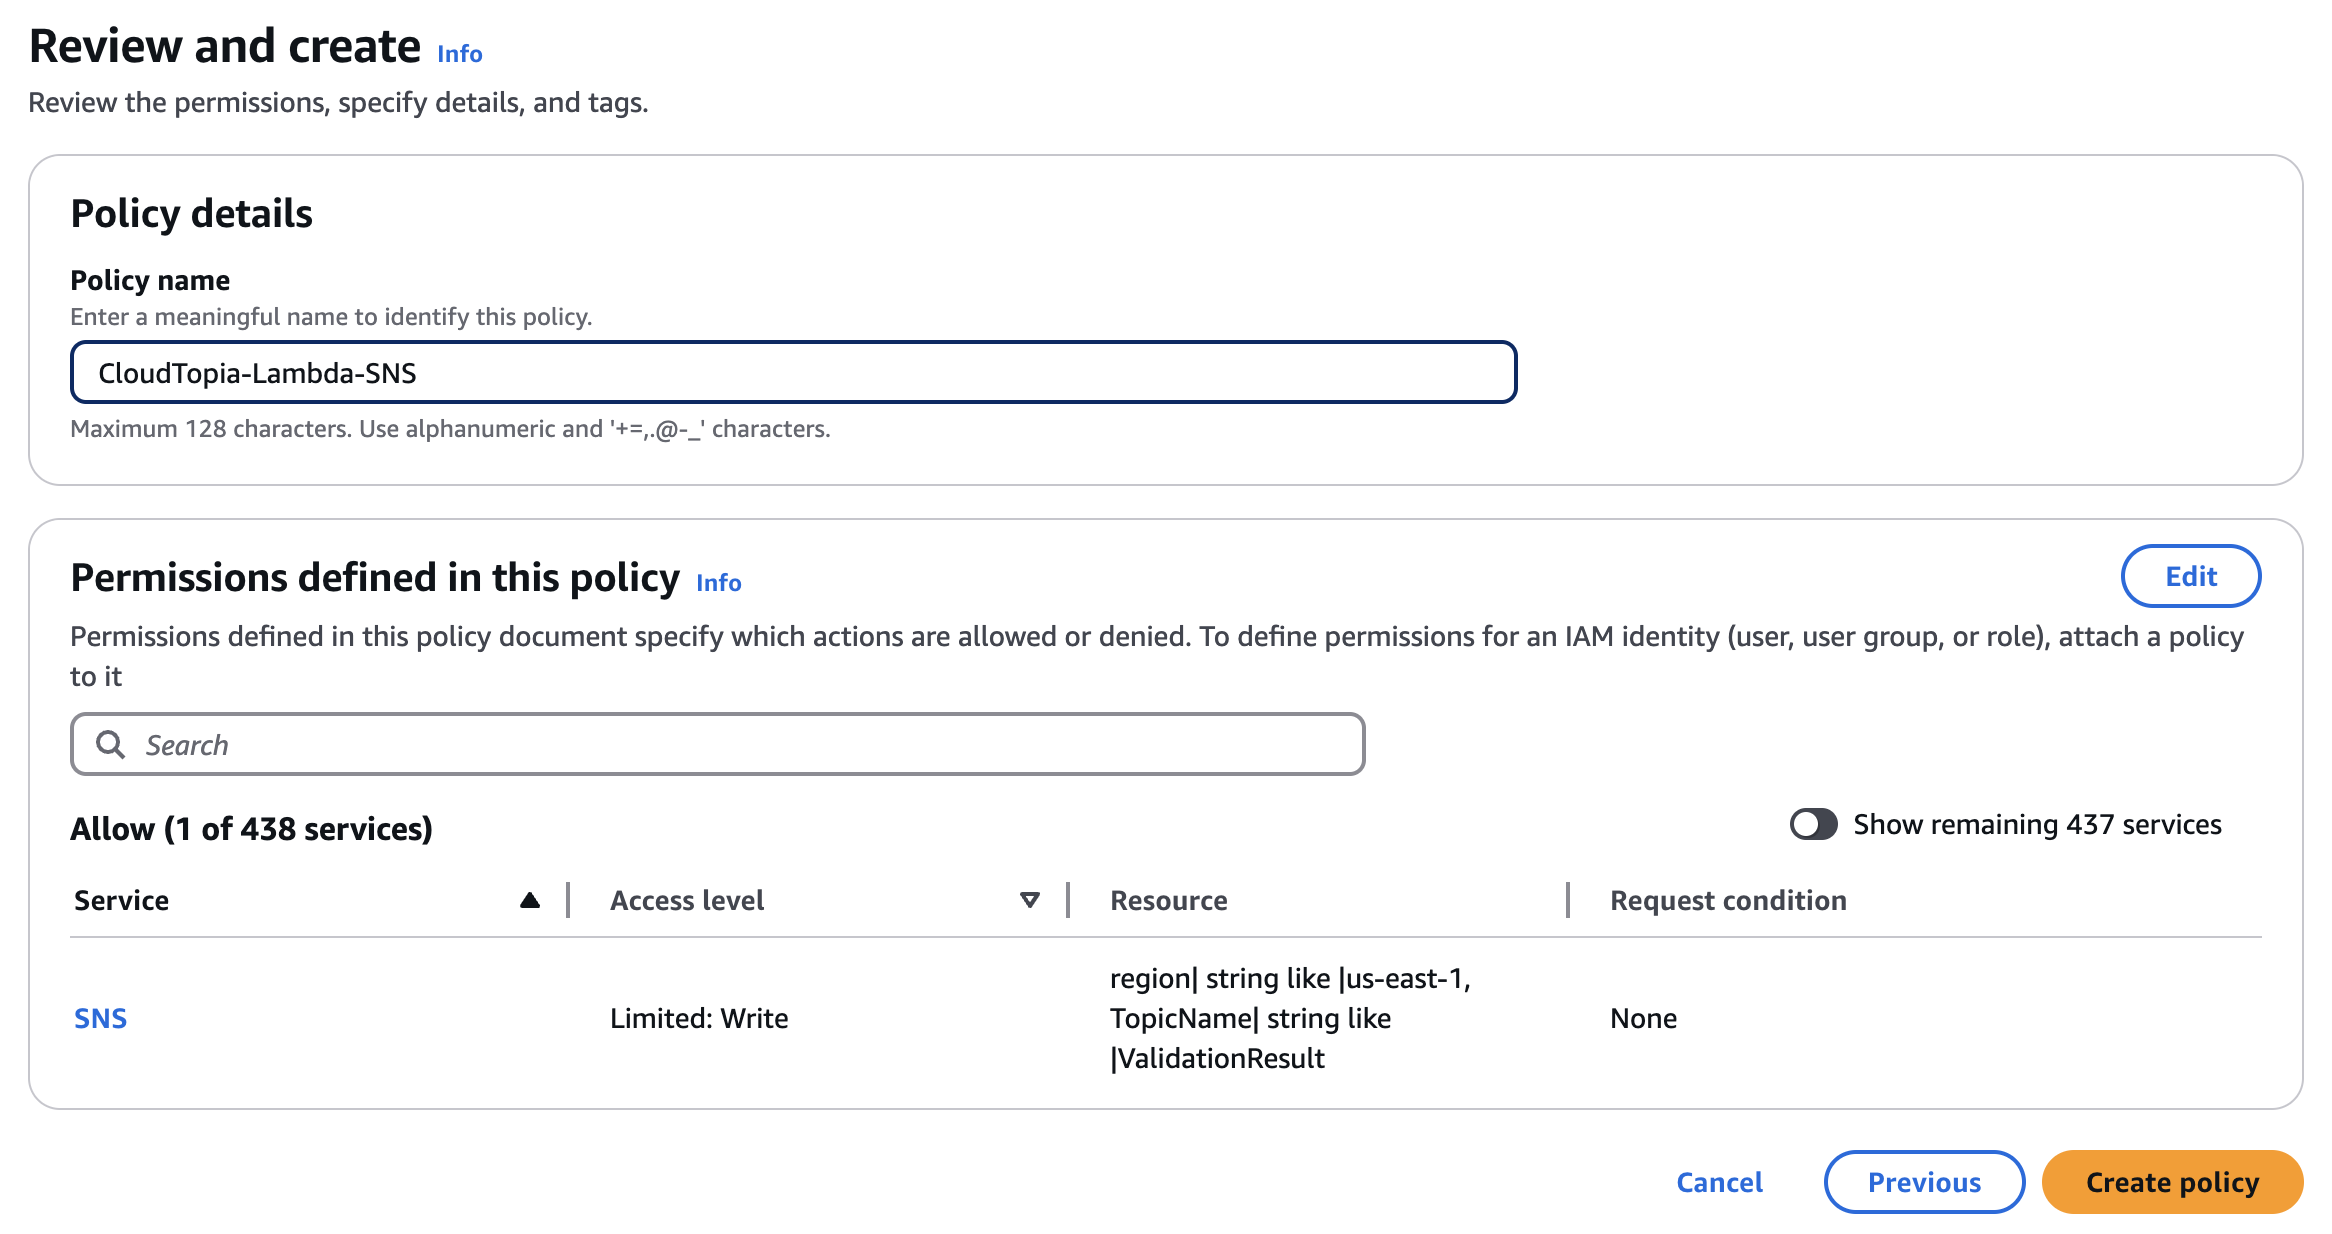 Review and create Info
Review the permissions, specify details, and tags.
Policy details
Policy name
Enter a meaningful name to identify this policy.
CloudTopia-Lambda-SNS
Maximum 128 characters. Use alphanumeric and '+=,.@-_' characters.
Permissions defined in this policy Info
Edit
Permissions defined in this policy document specify which actions are allowed or denied. To define permissions for an IAM identity (user, user group, or role), attach a policy
to it
Search
Allow (1 of 438 services)
Show remaining 437 services
Service Access level Resource Request condition
region| string like |us-east-1,
SNS Limited: Write TopicName| string like None
|ValidationResult
Cancel Previous Create policy